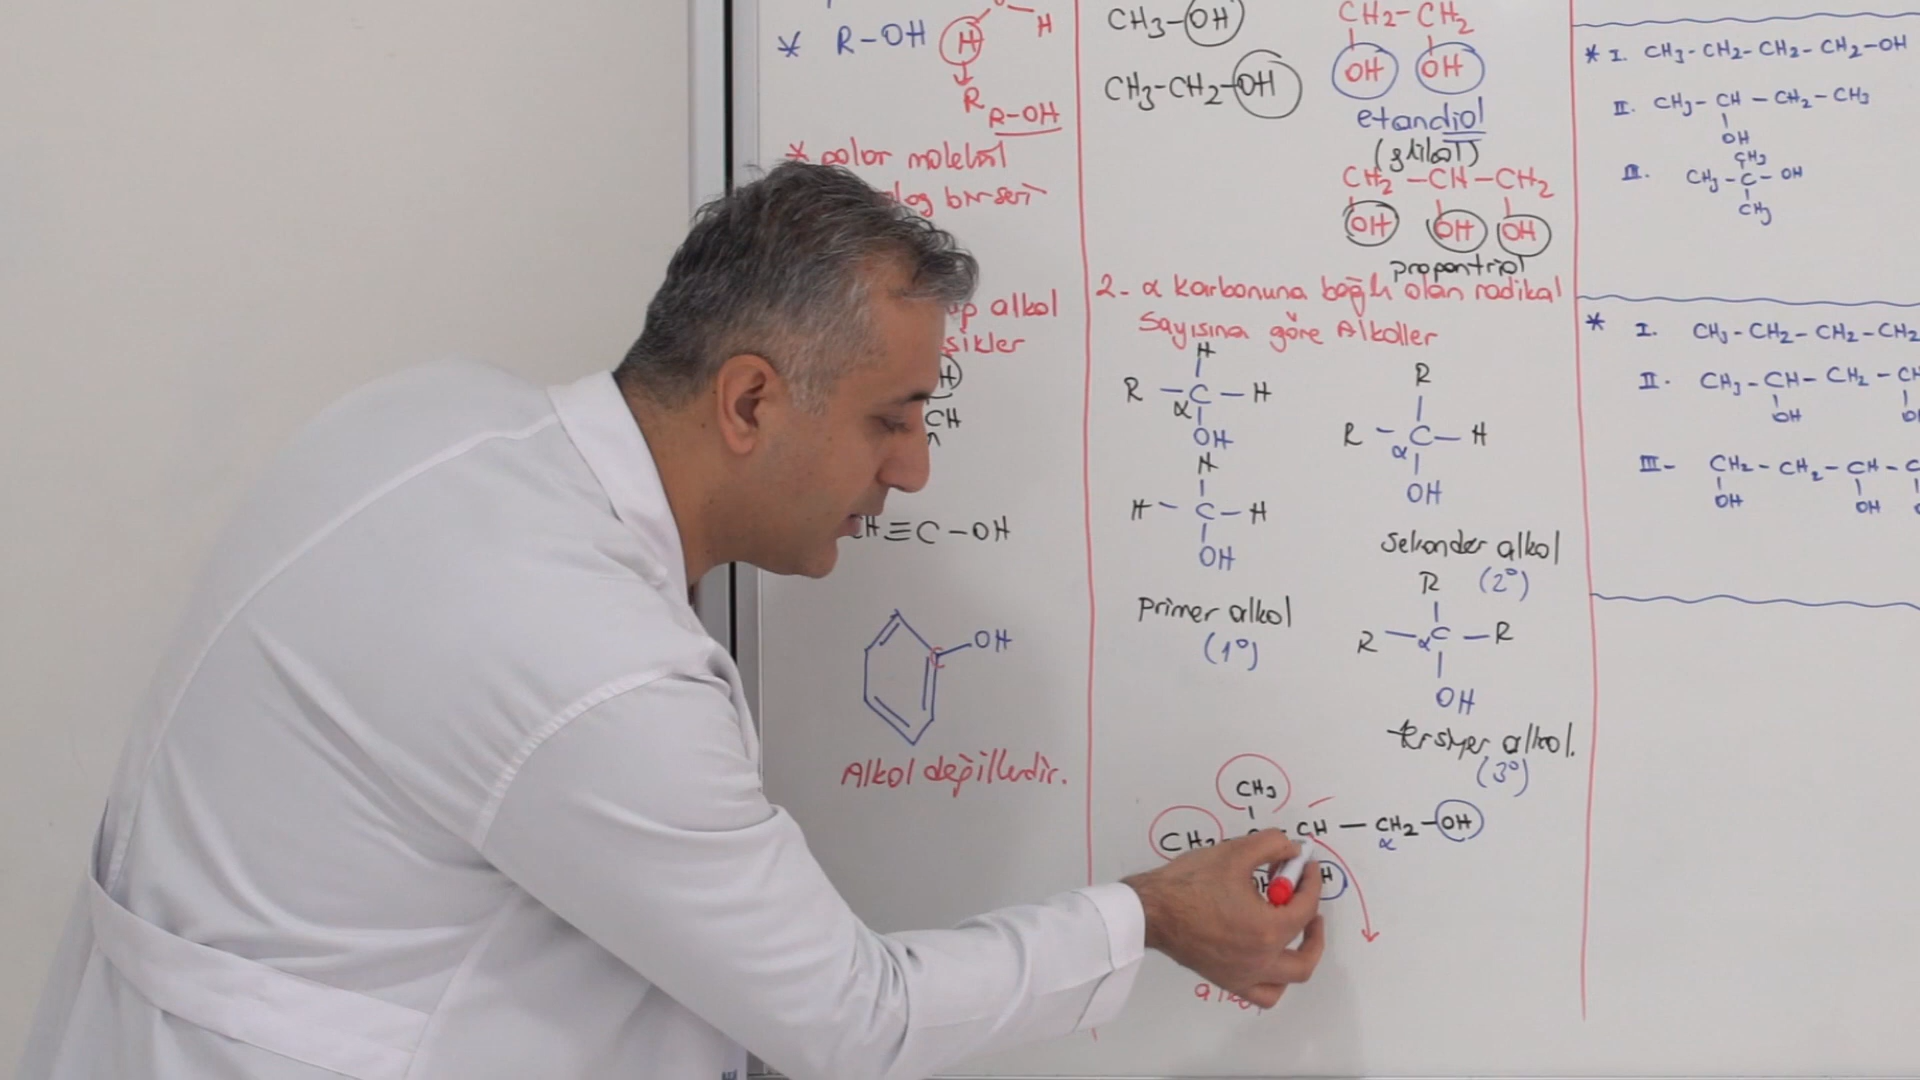 * R-OH H H
R
R-OH
* polar molekül
log bir seri
alkol
sikler
CH
CH≡C-OH
C-OH
Alkol değillerdir.
CH3-OH
CH3-CH2-OH
CH2-CH2
OH OH
etandiol
(glikol)
CH2-CH-CH2
OH OH OH
propantriol
2- α karbonuna bağlı olan radikal
Sayısına göre Alkoller
H
R-C-H
α
OH
H
H-C-H
OH
Primer alkol
(1°)
R
R-C-H
α
OH
Sekonder alkol
(2°)
R
R-C-R
α
OH
tersiyer alkol.
(3°)
CH3
CH3 CH-CH2-OH
α
* I. CH3-CH2-CH2-CH2-OH
II. CH3-CH-CH2-CH3
OH
CH3
III. CH3-C-OH
CH3
* I. CH3-CH2-CH2-CH2
II. CH3-CH-CH2-CH
OH
III- CH2-CH2-CH-C
OH OH